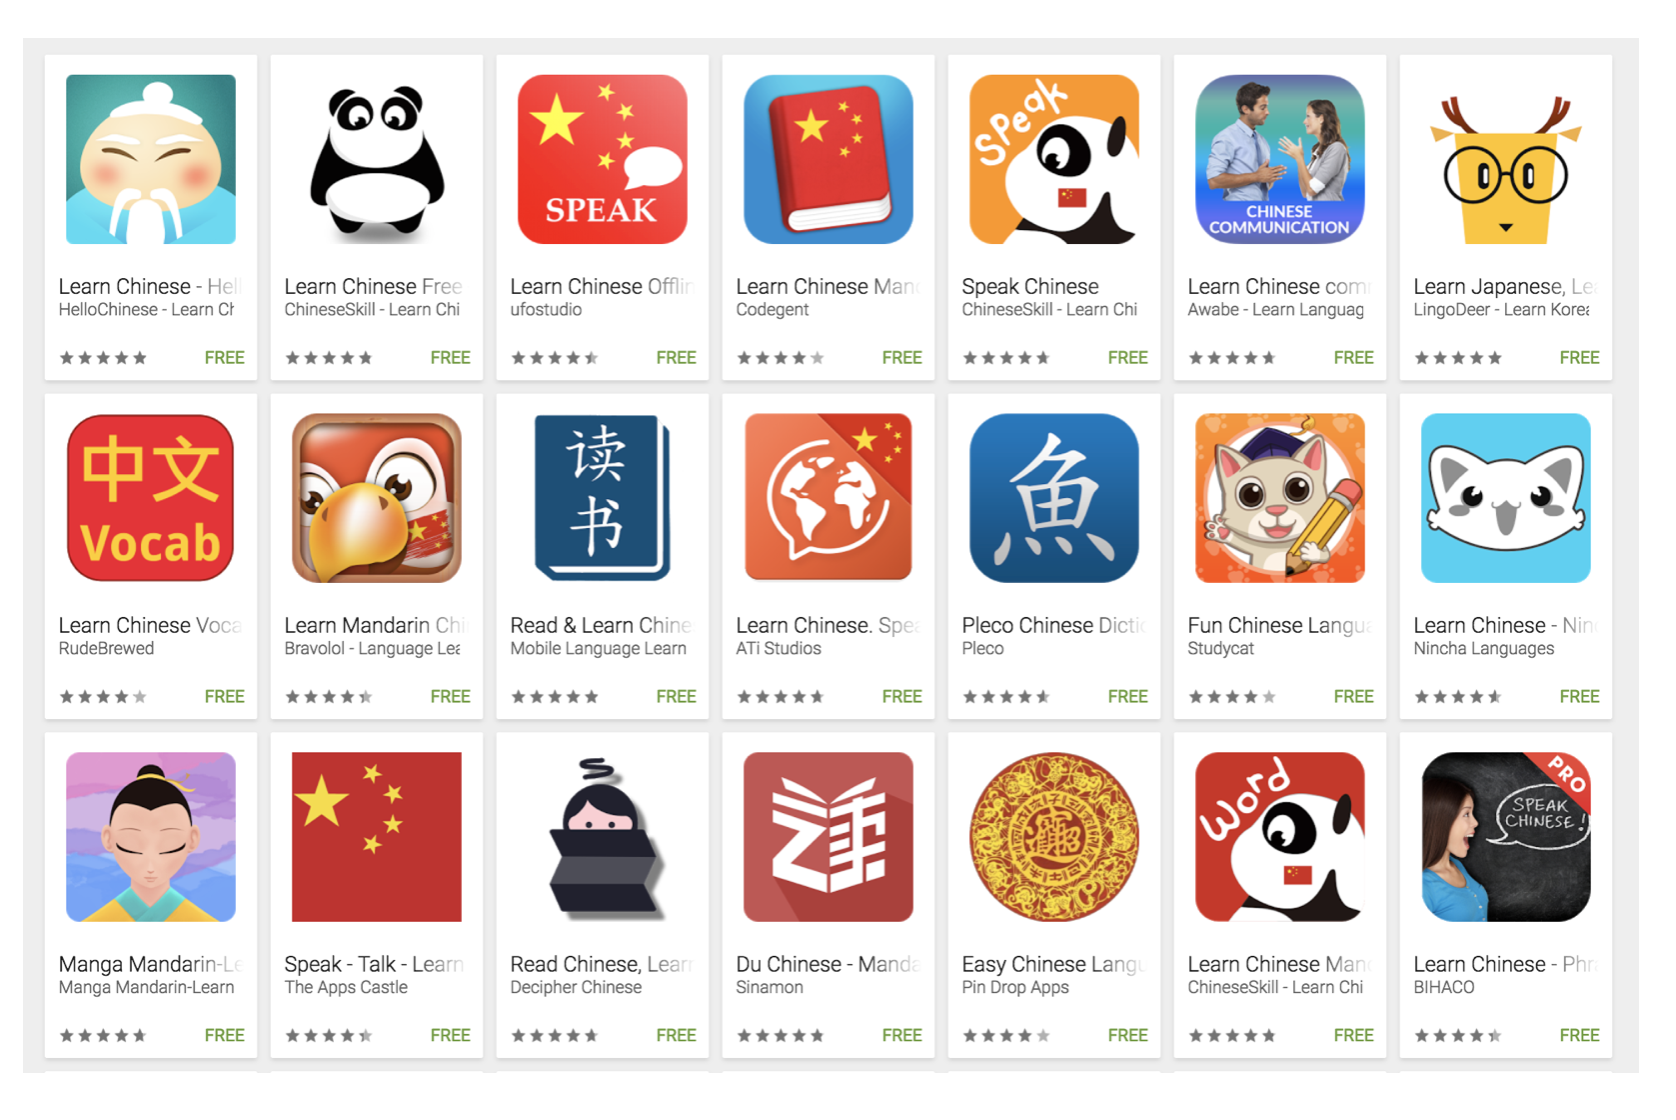 SPEAK
Speak
CHINESE
COMMUNICATION
Learn Chinese - Hell
HelloChinese - Learn Ch
FREE
Learn Chinese Free
ChineseSkill - Learn Chi
FREE
Learn Chinese Offlin
ufostudio
FREE
Learn Chinese Man
Codegent
FREE
Speak Chinese
ChineseSkill - Learn Chi
FREE
Learn Chinese com
Awabe - Learn Languag
FREE
Learn Japanese, Le
LingoDeer - Learn Korea
FREE
中文
Vocab
读
书
魚
Learn Chinese Voca
RudeBrewed
FREE
Learn Mandarin Chi
Bravolol - Language Lea
FREE
Read & Learn Chine
Mobile Language Learn
FREE
Learn Chinese. Spea
ATi Studios
FREE
Pleco Chinese Dictio
Pleco
FREE
Fun Chinese Langua
Studycat
FREE
Learn Chinese - Ninc
Nincha Languages
FREE
Word
PRO
SPEAK
CHINESE!
Manga Mandarin-Le
Manga Mandarin-Learn
FREE
Speak - Talk - Learn
The Apps Castle
FREE
Read Chinese, Learn
Decipher Chinese
FREE
Du Chinese - Manda
Sinamon
FREE
Easy Chinese Langu
Pin Drop Apps
FREE
Learn Chinese Man
ChineseSkill - Learn Chi
FREE
Learn Chinese - Phra
BIHACO
FREE